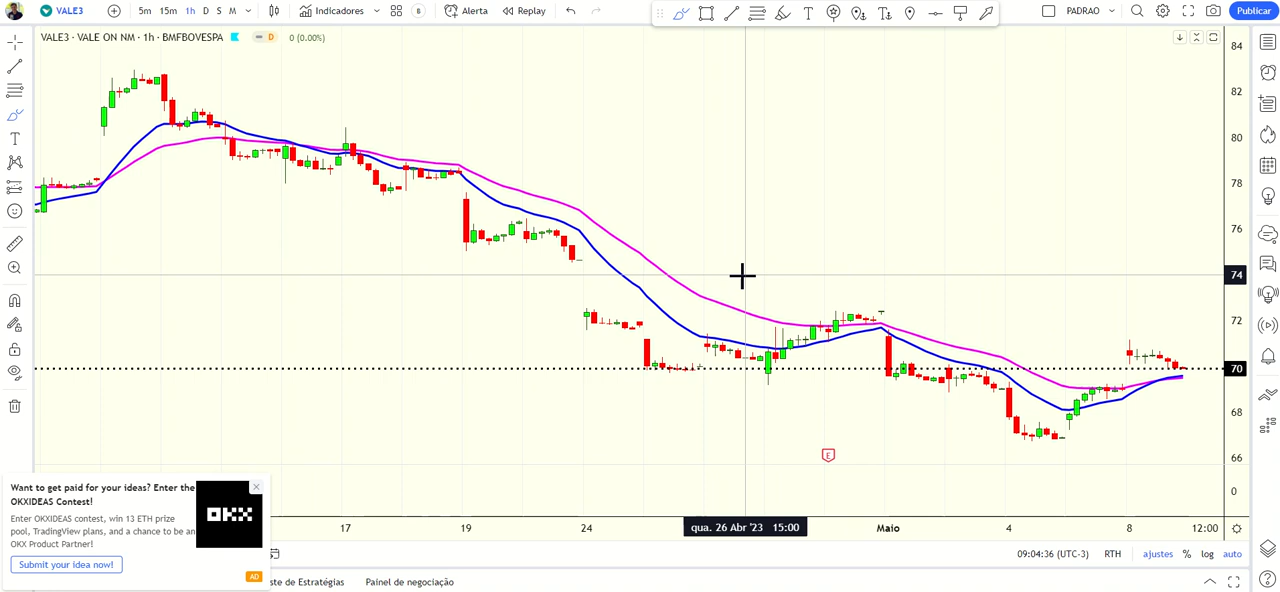 VALE3
5m 15m 1h D S M
Indicadores
8
Alerta
Replay
PADRAO
Publicar
VALE3 · VALE ON NM · 1h · BMFBOVESPA
D
0 (0.00%)
84
82
80
78
76
74
72
70
68
66
0
E
17
19
24
qua. 26 Abr '23 15:00
Maio
4
8
12:00
Want to get paid for your ideas? Enter the
OKXIDEAS Contest!
Enter OKXIDEAS contest, win 13 ETH prize
pool, TradingView plans, and a chance to be an
OKX Product Partner!
OKX
Submit your idea now!
AD
09:04:36 (UTC-3)
RTH
ajustes
%
log
auto
ste de Estratégias
Painel de negociação